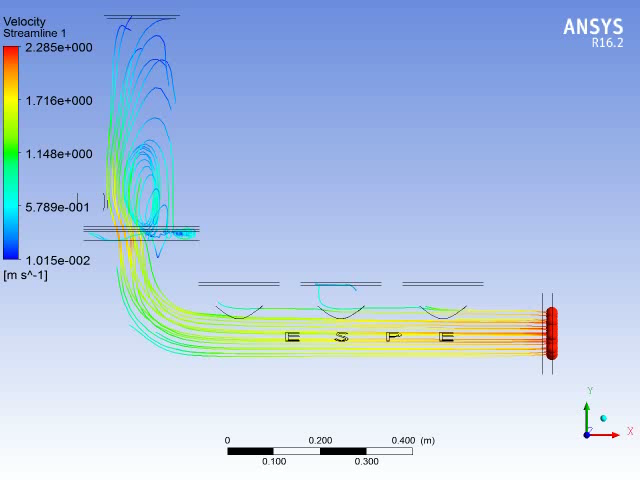 Velocity
Streamline 1
2.285e+000
1.716e+000
1.148e+000
5.789e-001
1.015e-002
[m s^-1]
ANSYS
R16.2
E S P E
0 0.200 0.400 (m)
0.100 0.300
Y
Z X